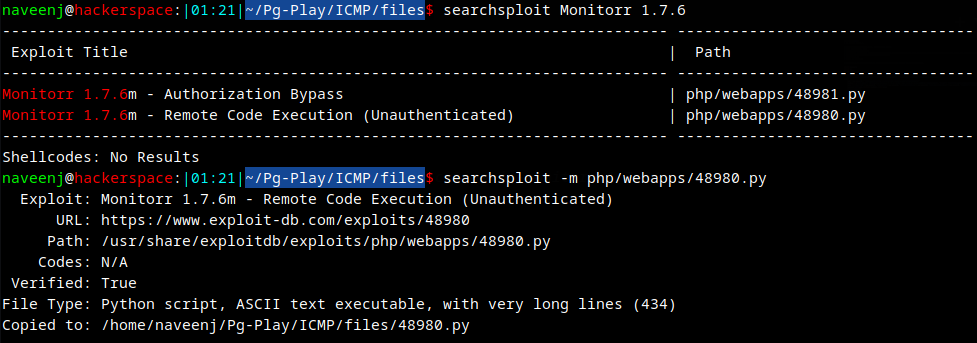 naveenj@hackerspace:|01:21|~/Pg-Play/ICMP/files$ searchsploit Monitorr 1.7.6
---------------------------------------------------------------------------------- ---------------------------------
 Exploit Title | Path
---------------------------------------------------------------------------------- ---------------------------------
Monitorr 1.7.6m - Authorization Bypass | php/webapps/48981.py
Monitorr 1.7.6m - Remote Code Execution (Unauthenticated) | php/webapps/48980.py
---------------------------------------------------------------------------------- ---------------------------------
Shellcodes: No Results
naveenj@hackerspace:|01:21|~/Pg-Play/ICMP/files$ searchsploit -m php/webapps/48980.py
  Exploit: Monitorr 1.7.6m - Remote Code Execution (Unauthenticated)
      URL: https://www.exploit-db.com/exploits/48980
     Path: /usr/share/exploitdb/exploits/php/webapps/48980.py
    Codes: N/A
 Verified: True
File Type: Python script, ASCII text executable, with very long lines (434)
Copied to: /home/naveenj/Pg-Play/ICMP/files/48980.py